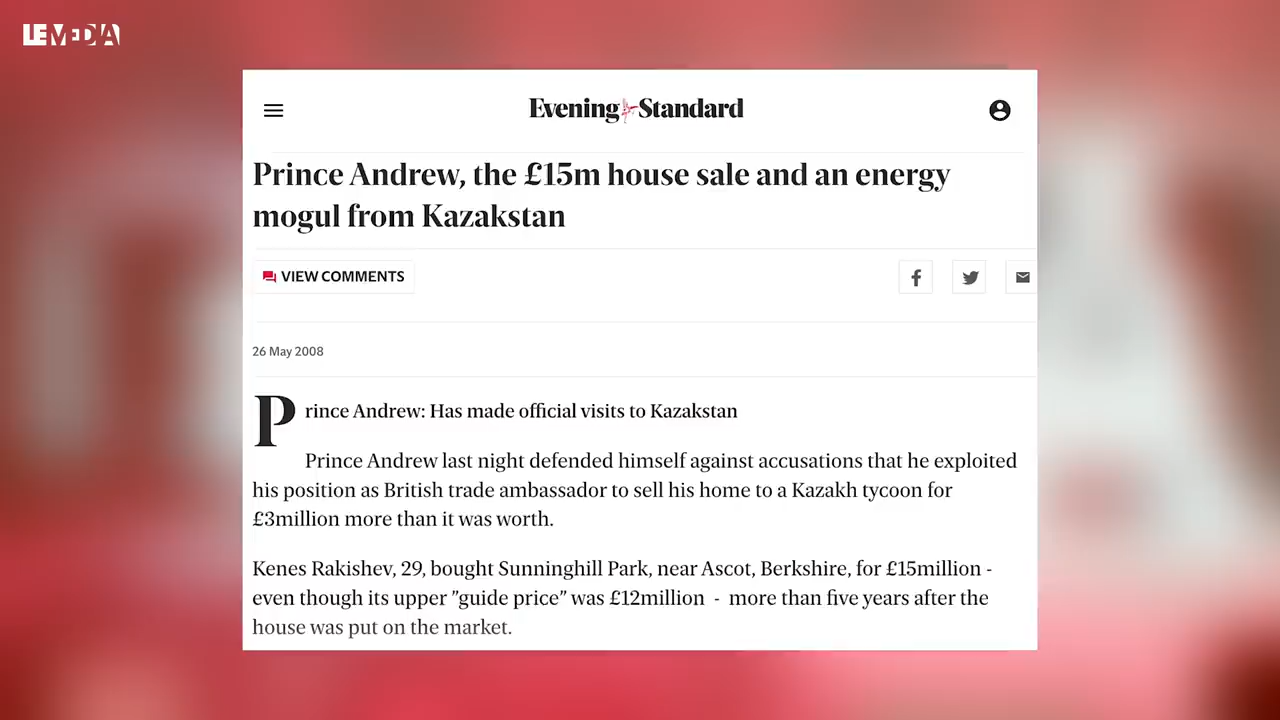 LEMEDIA
Evening Standard
Prince Andrew, the £15m house sale and an energy
mogul from Kazakstan
VIEW COMMENTS
26 May 2008
Prince Andrew: Has made official visits to Kazakstan
Prince Andrew last night defended himself against accusations that he exploited
his position as British trade ambassador to sell his home to a Kazakh tycoon for
£3million more than it was worth.
Kenes Rakishev, 29, bought Sunninghill Park, near Ascot, Berkshire, for £15million -
even though its upper ”guide price” was £12million - more than five years after the
house was put on the market.